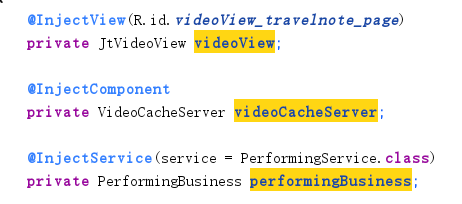 @InjectView(R.id.videoView_travelnote_page)
private JtVideoView videoView;
@InjectComponent
private VideoCacheServer videoCacheServer;
@InjectService(service = PerformingService.class)
private PerformingBusiness performingBusiness;